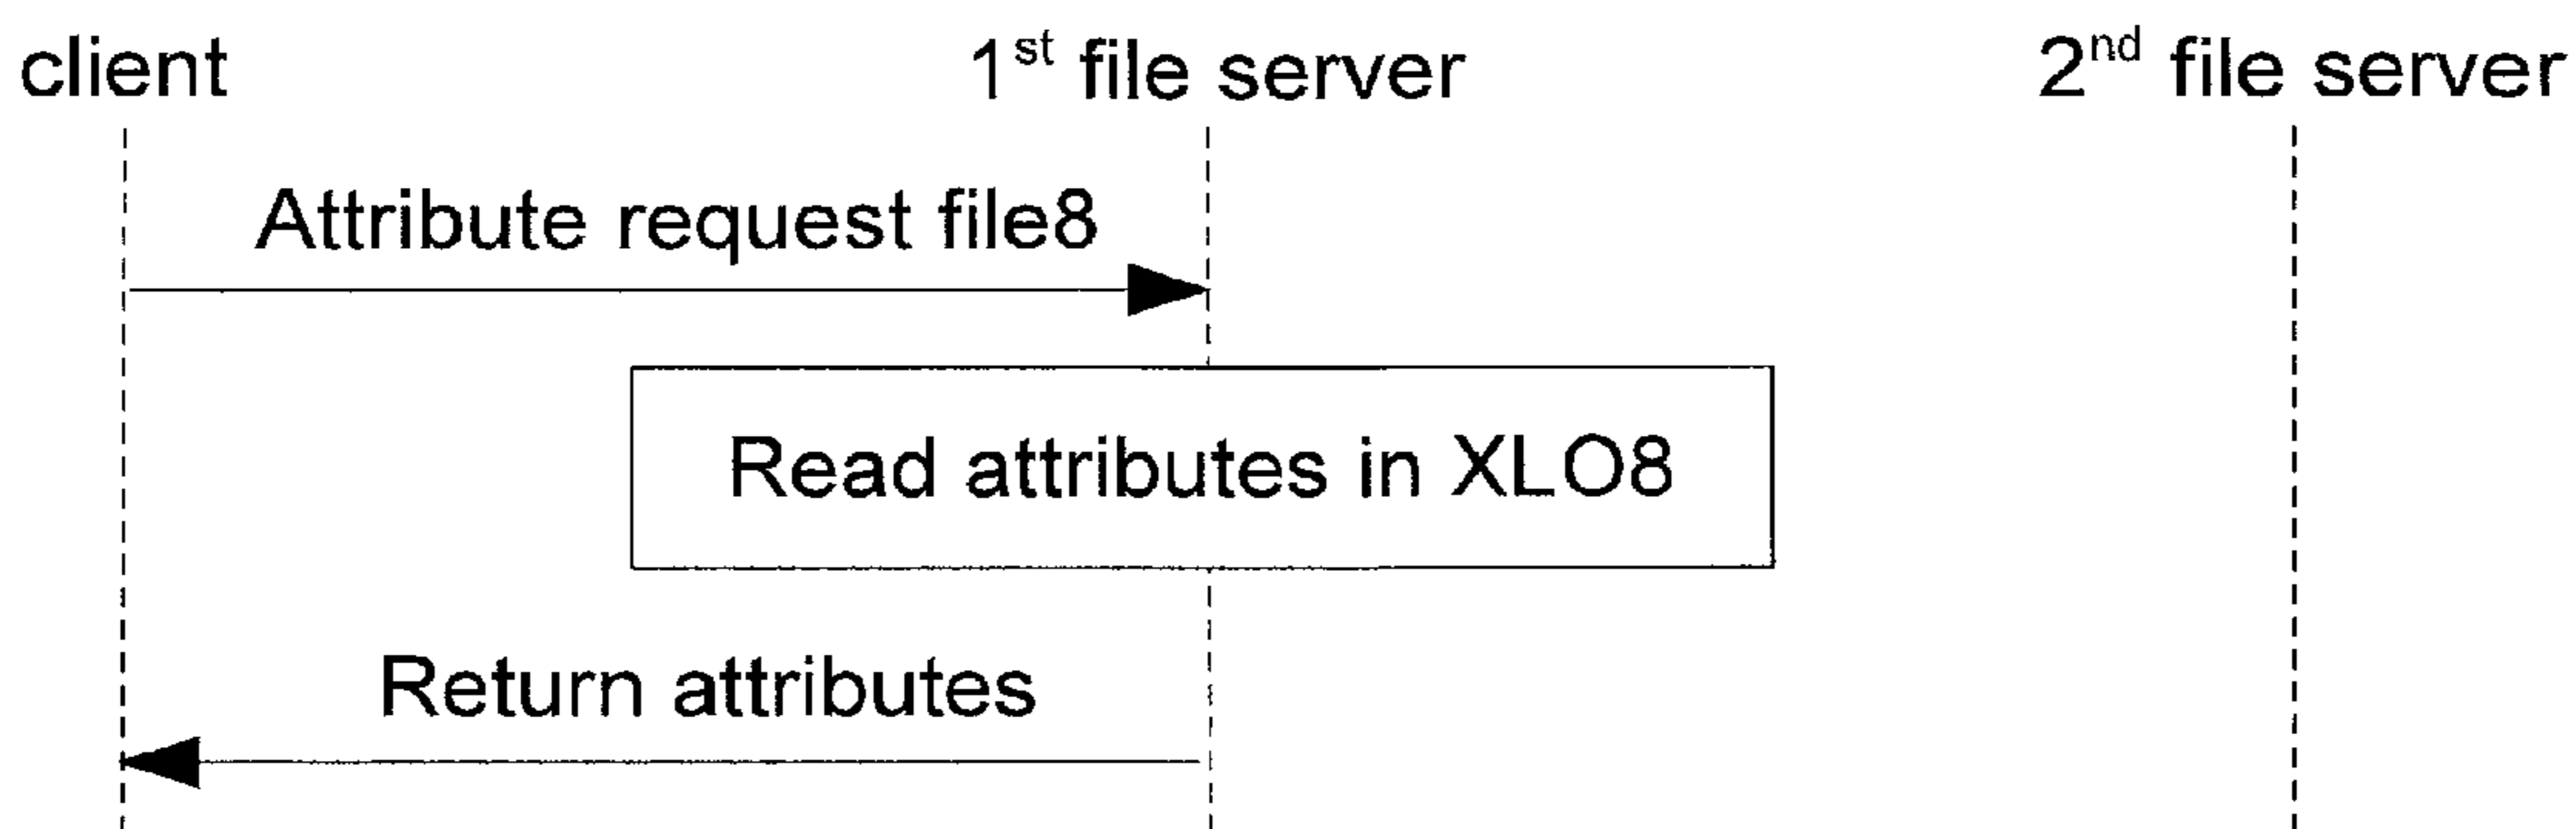 client
1st file server
2nd file server
Attribute request file8
Read attributes in XLO8
Return attributes